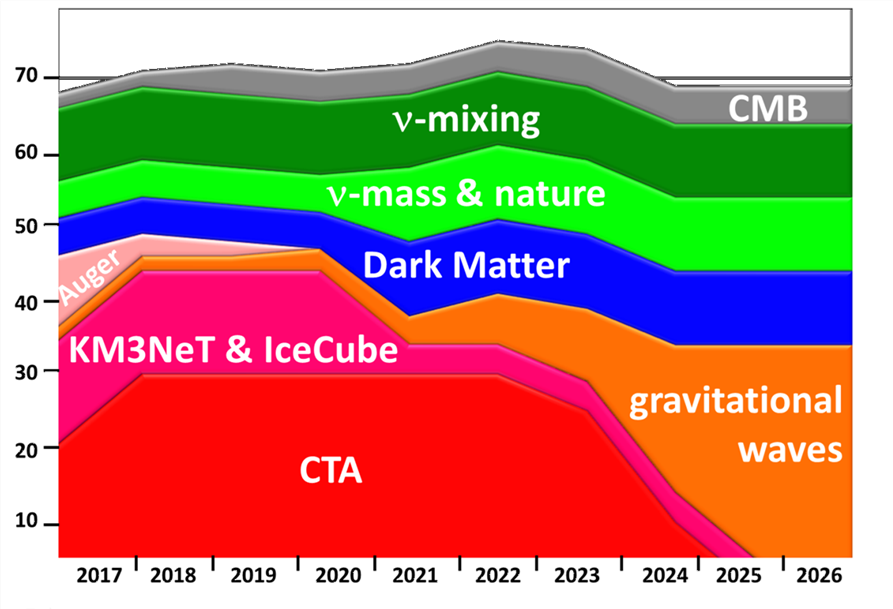 70
60
50
40
30
20
10
CMB
ν-mixing
ν-mass & nature
Dark Matter
Auger
KM3NeT & IceCube
gravitational
waves
CTA
2017 2018 2019 2020 2021 2022 2023 2024 2025 2026